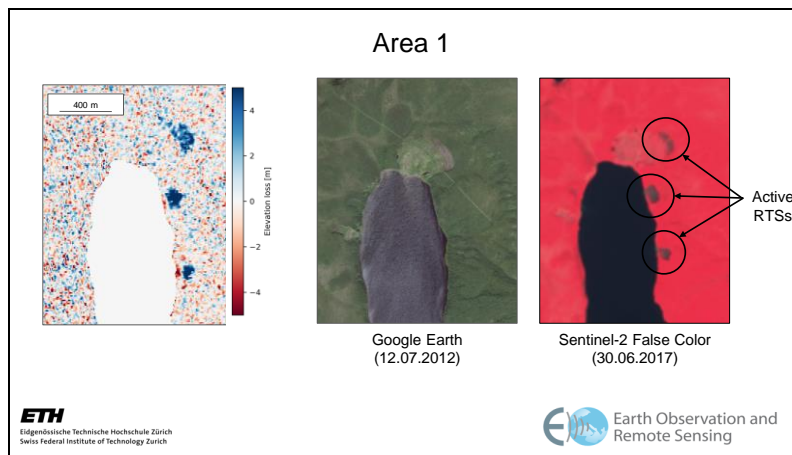 Area 1
400 m
4
2
0
−2
−4
Elevation loss [m]
Active
RTSs
Google Earth
(12.07.2012)
Sentinel-2 False Color
(30.06.2017)
ETH
Eidgenössische Technische Hochschule Zürich
Swiss Federal Institute of Technology Zurich
Earth Observation and
Remote Sensing